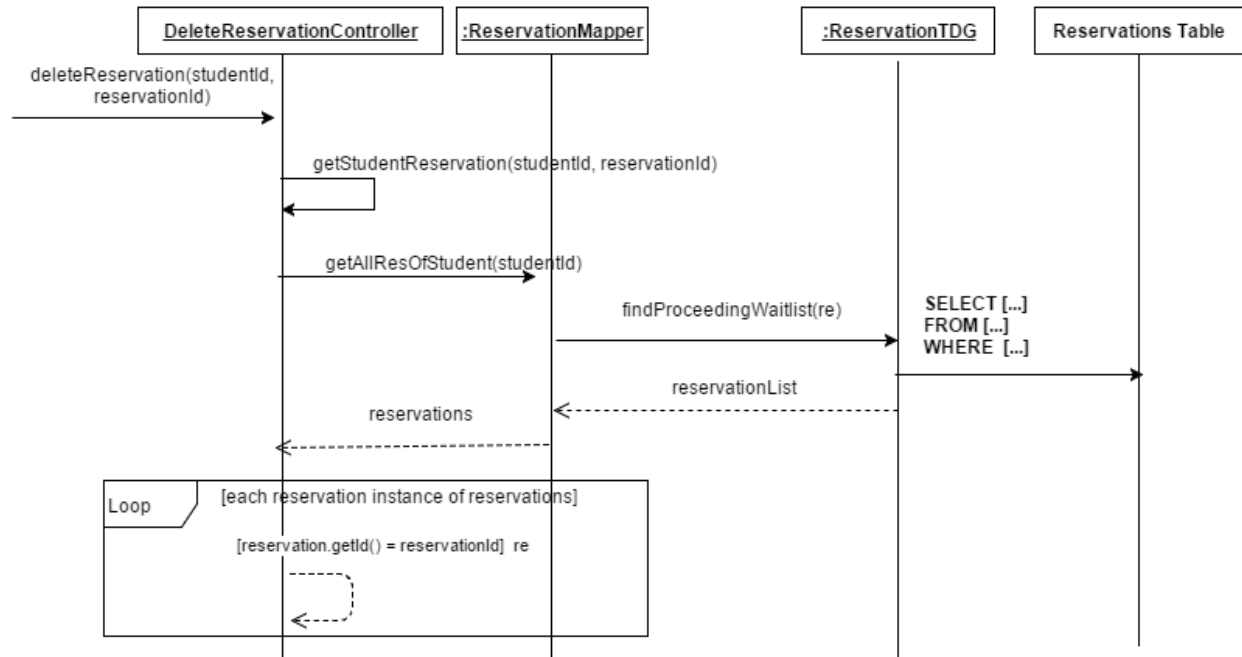 DeleteReservationController
:ReservationMapper
:ReservationTDG
Reservations Table
deleteReservation(studentId,
reservationId)
getStudentReservation(studentId, reservationId)
getAllResOfStudent(studentId)
findProceedingWaitlist(re)
SELECT [...]
FROM [...]
WHERE [...]
reservationList
reservations
Loop
[each reservation instance of reservations]
[reservation.getId() = reservationId] re